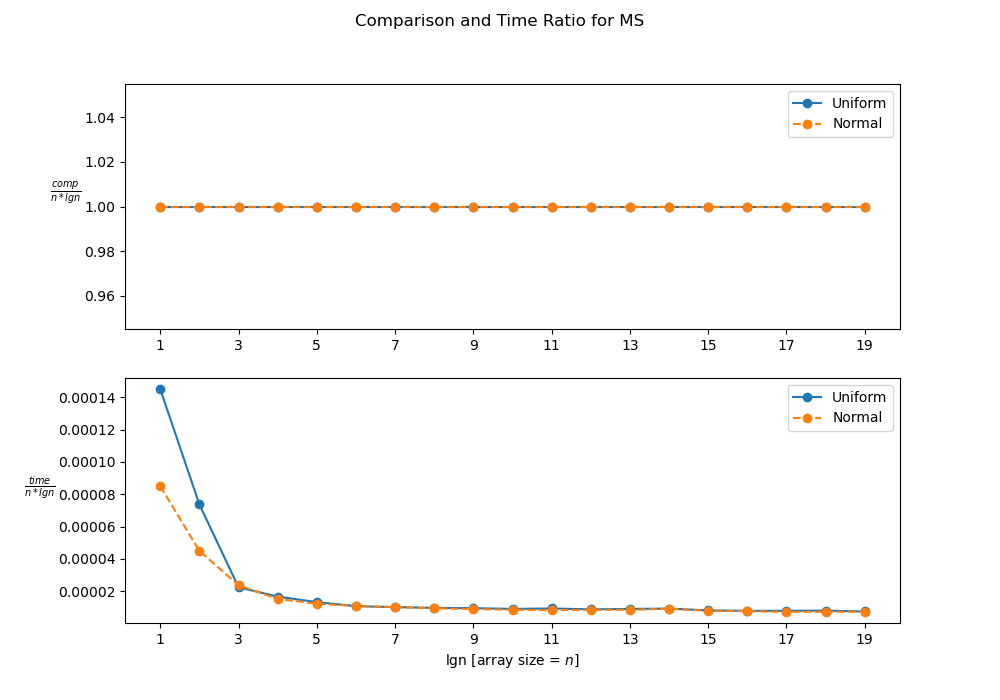 Comparison and Time Ratio for MS
Uniform
Normal
1.04
1.02
1.00
0.98
0.96
comp
n * lgn
1 3 5 7 9 11 13 15 17 19
Uniform
Normal
0.00014
0.00012
0.00010
0.00008
0.00006
0.00004
0.00002
time
n * lgn
1 3 5 7 9 11 13 15 17 19
lgn [array size = n]